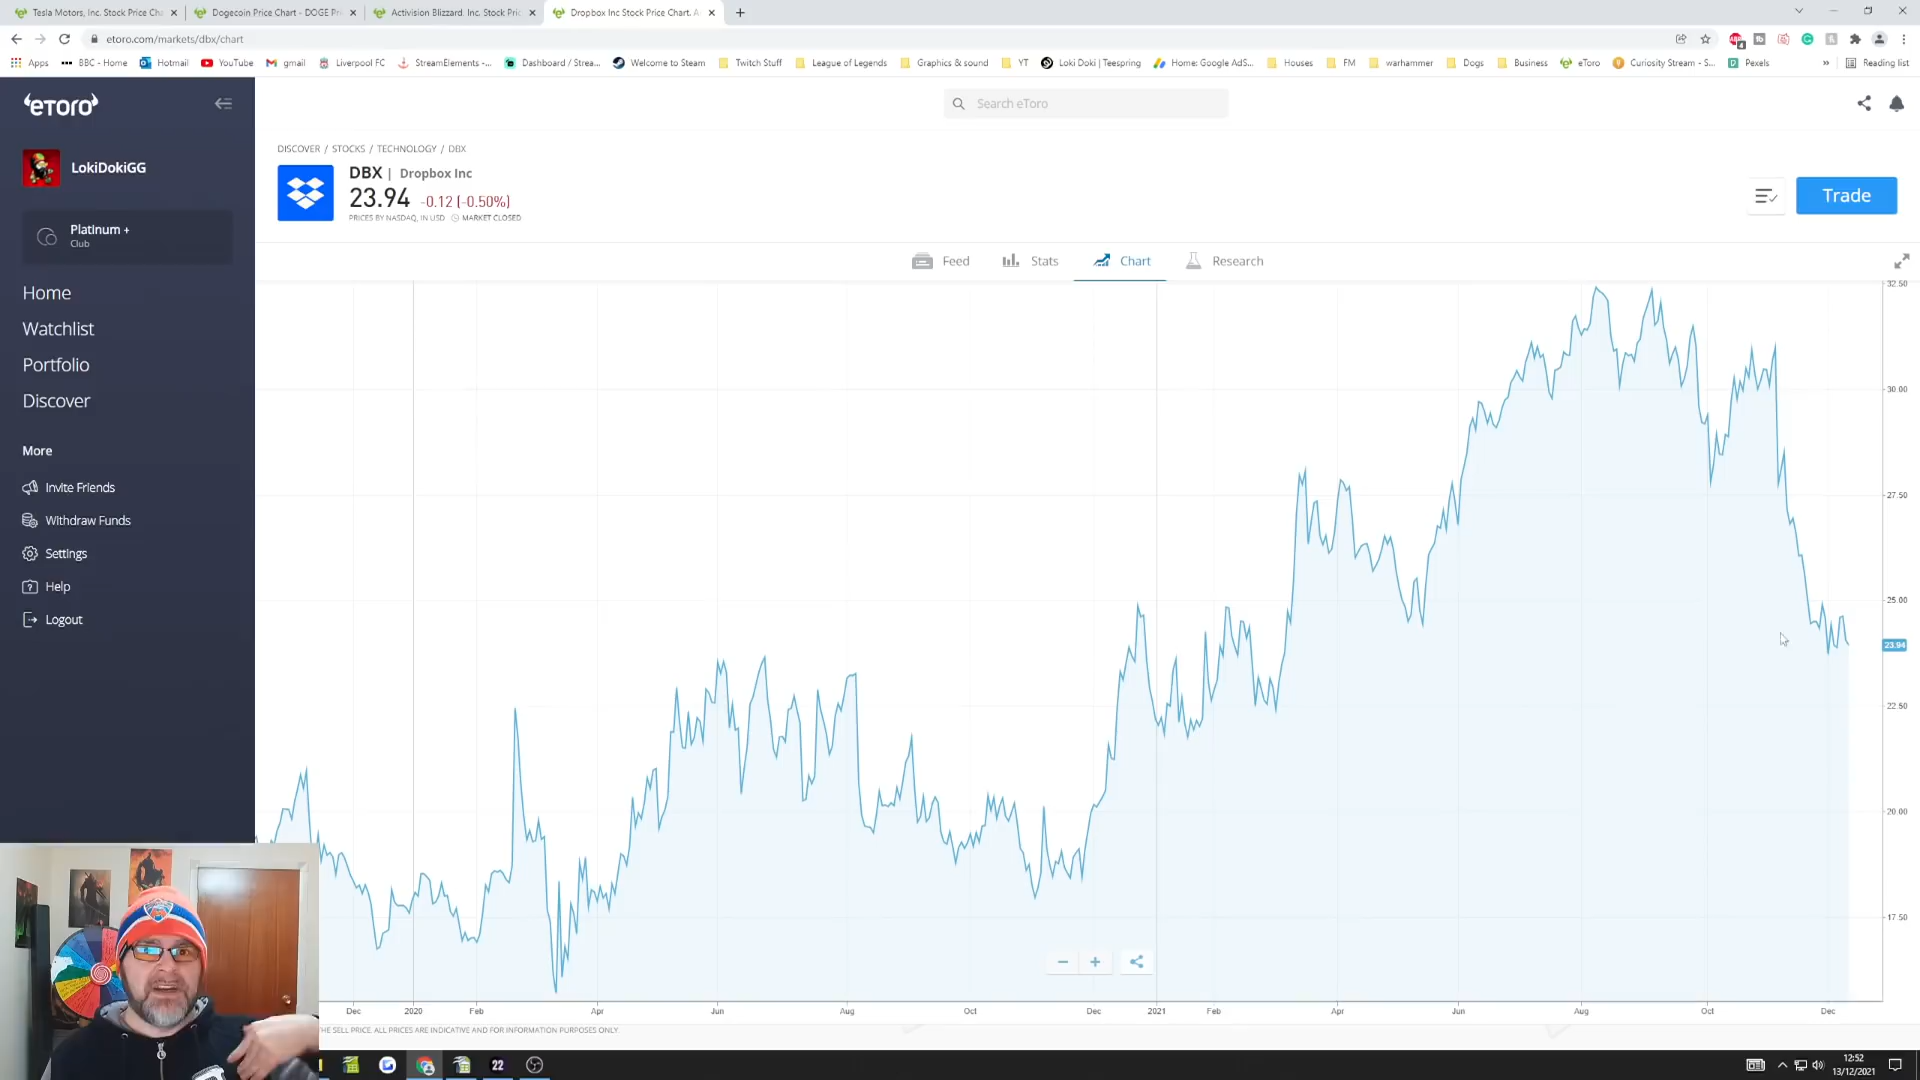 Tesla Motors, Inc. Stock Price Ch
Dogecoin Price Chart - DOGE Pr
Activision Blizzard. Inc. Stock Pric
Dropbox Inc Stock Price Chart. A
etoro.com/markets/dbx/chart
Apps
BBC - Home
Hotmail
YouTube
gmail
Liverpool FC
StreamElements -...
Dashboard / Strea...
Welcome to Steam
Twitch Stuff
League of Legends
Graphics & sound
YT
Loki Doki | Teespring
Home: Google AdS...
Houses
FM
warhammer
Dogs
Business
eToro
Curiosity Stream - S...
Pexels
»
Reading list
eToro
Search eToro
LokiDokiGG
Platinum +
Club
Home
Watchlist
Portfolio
Discover
More
Invite Friends
Withdraw Funds
Settings
Help
Logout
DISCOVER / STOCKS / TECHNOLOGY / DBX
DBX | Dropbox Inc
23.94 -0.12 (-0.50%)
PRICES BY NASDAQ, IN USD MARKET CLOSED
Trade
Feed
Stats
Chart
Research
32.50
30.00
27.50
25.00
23.94
22.50
20.00
17.50
Dec 2020 Feb Apr Jun Aug Oct Dec 2021 Feb Apr Jun Aug Oct Dec
THE SELL PRICE. ALL PRICES ARE INDICATIVE AND FOR INFORMATION PURPOSES ONLY.
22
12:52
13/12/2021